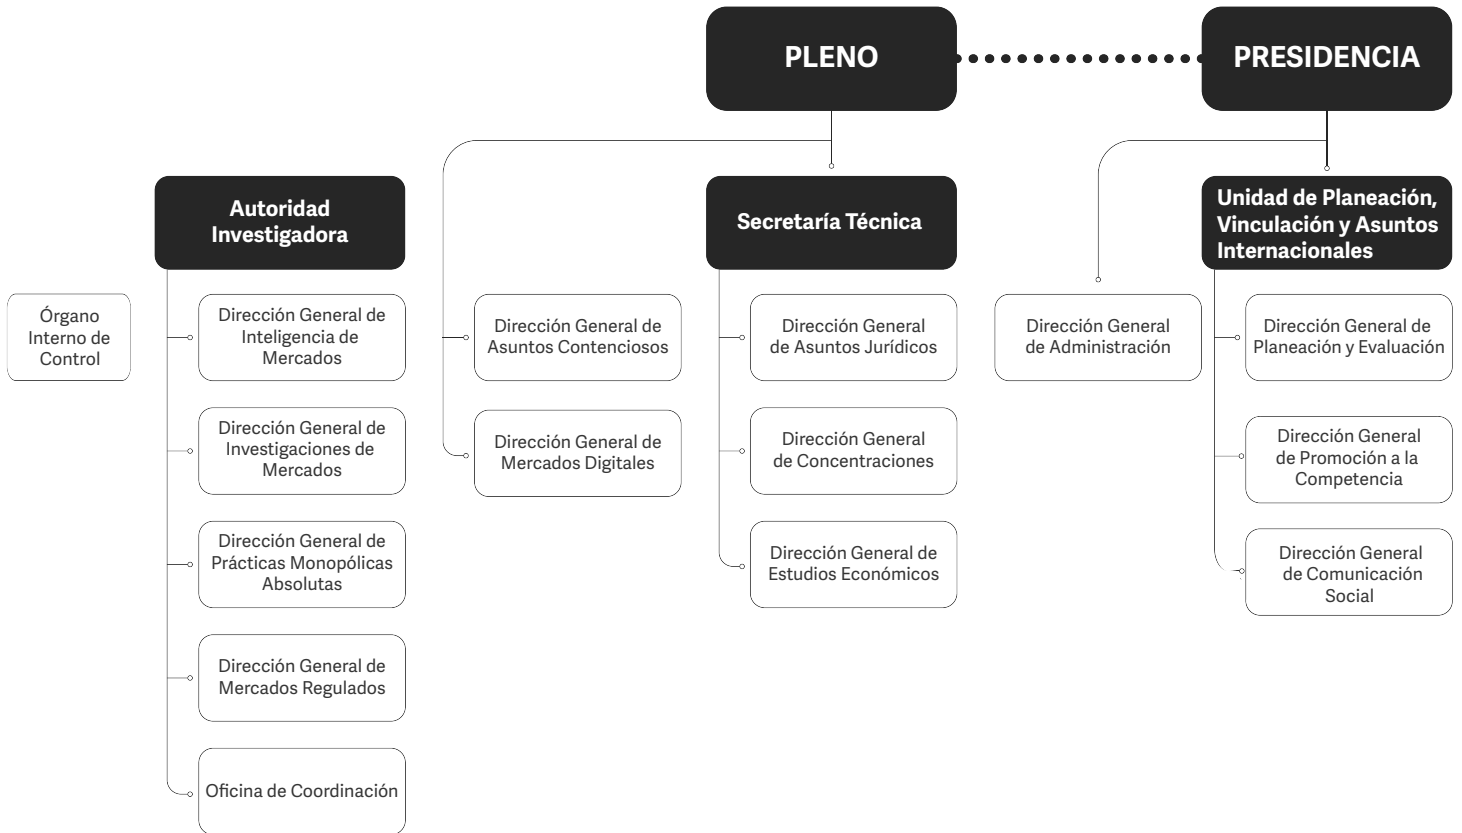 PLENO
PRESIDENCIA
Autoridad
Investigadora
Secretaría Técnica
Unidad de Planeación,
Vinculación y Asuntos
Internacionales
Órgano
Interno de
Control
Dirección General de
Inteligencia de
Mercados
Dirección General de
Investigaciones de
Mercados
Dirección General de
Prácticas Monopólicas
Absolutas
Dirección General de
Mercados Regulados
Oficina de Coordinación
Dirección General de
Asuntos Contenciosos
Dirección General de
Mercados Digitales
Dirección General
de Asuntos Jurídicos
Dirección General
de Concentraciones
Dirección General de
Estudios Económicos
Dirección General
de Administración
Dirección General de
Planeación y Evaluación
Dirección General
de Promoción a la
Competencia
Dirección General
de Comunicación
Social